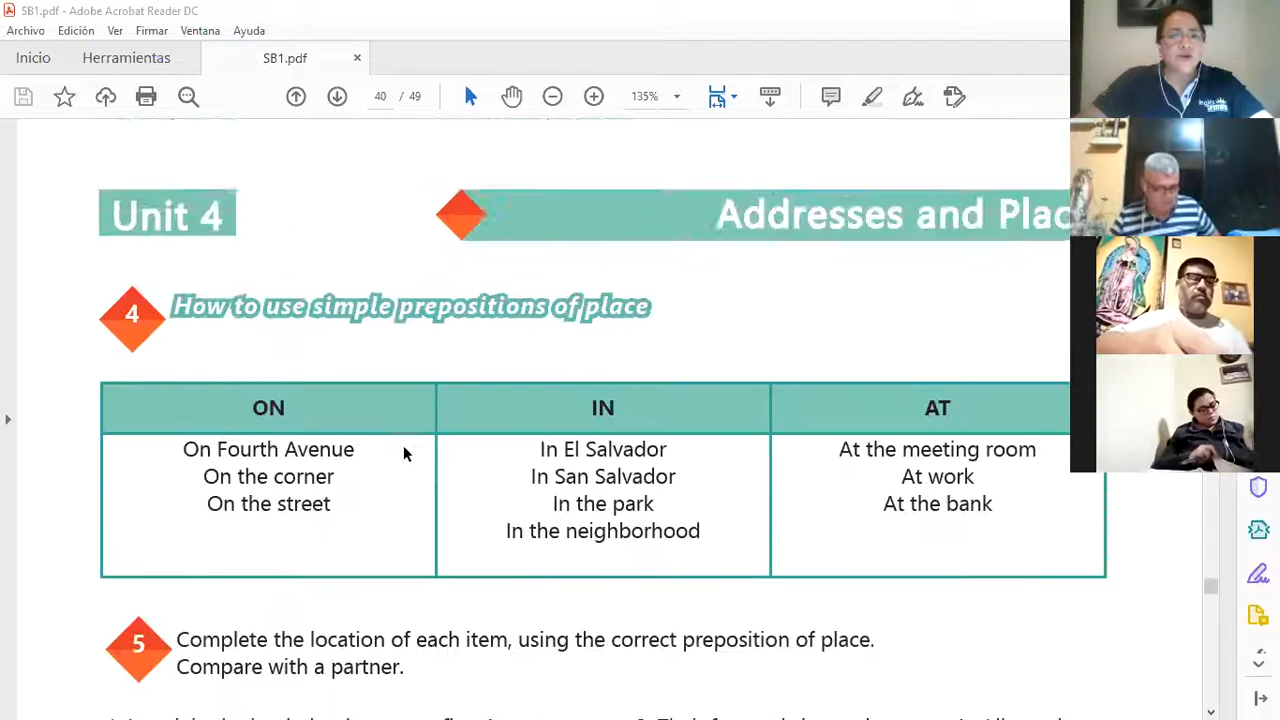 SB1.pdf - Adobe Acrobat Reader DC
Archivo Edición Ver Firmar Ventana Ayuda
Inicio Herramientas SB1.pdf ×
40 / 49 135%
Unit 4
Addresses and Plac
4 How to use simple prepositions of place
ON IN AT
On Fourth Avenue In El Salvador At the meeting room
On the corner In San Salvador At work
On the street In the park At the bank
In the neighborhood
5 Complete the location of each item, using the correct preposition of place.
Compare with a partner.